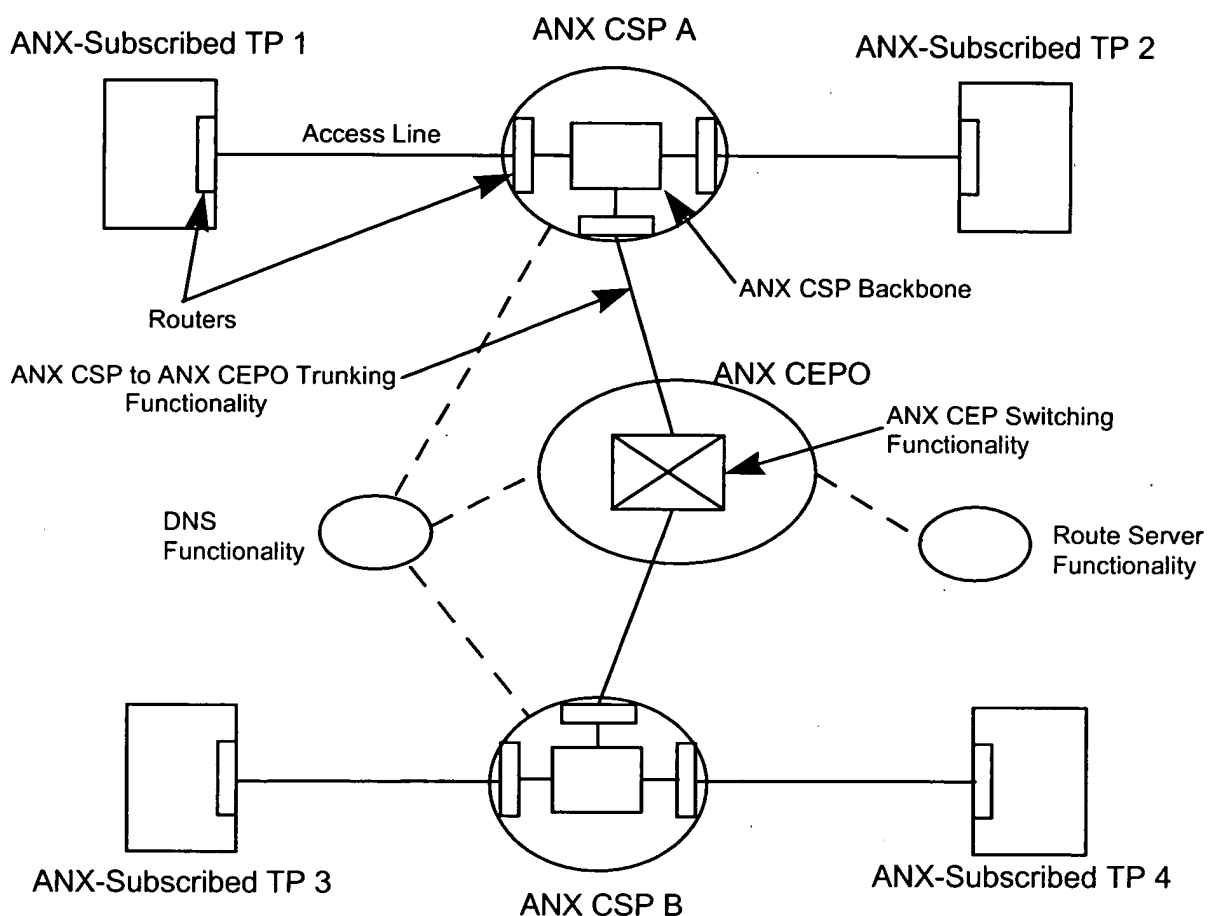 ANX CSP A
ANX-Subscribed TP 1
ANX-Subscribed TP 2
Access Line
ANX CSP Backbone
Routers
ANX CSP to ANX CEPO Trunking
Functionality
ANX CEPO
ANX CEP Switching
Functionality
DNS
Functionality
Route Server
Functionality
ANX-Subscribed TP 3
ANX-Subscribed TP 4
ANX CSP B